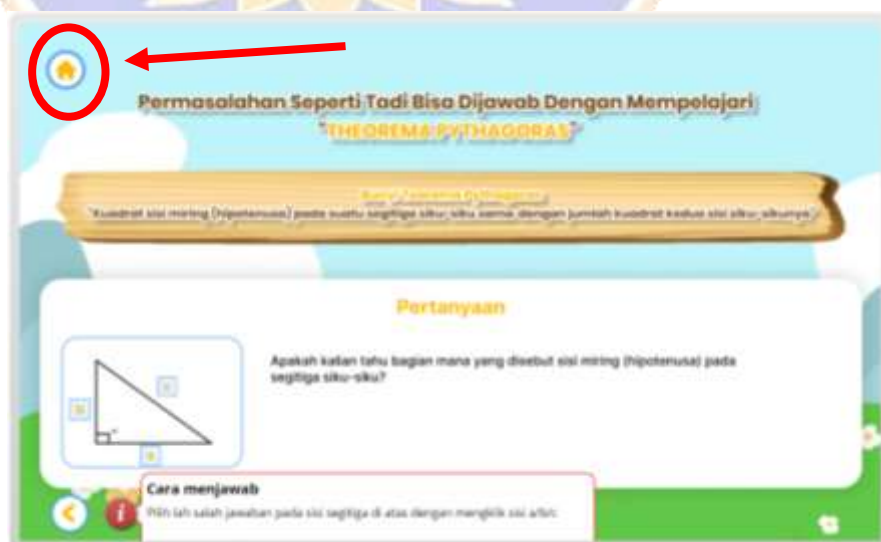 Permasalahan Seperti Tadi Bisa Dijawab Dengan Mempelajari
"THEOREMA PYTHAGORAS"
"Kuadrat sisi miring (hipotenusa) pada suatu segitiga siku-siku sama dengan jumlah kuadrat kedua sisi siku-sikunya"
Pertanyaan
Apakah kalian tahu bagian mana yang disebut sisi miring (hipotenusa) pada
segitiga siku-siku?
Cara menjawab
Pilih lah salah jawaban pada sisi segitiga di atas dengan mengklik sisi